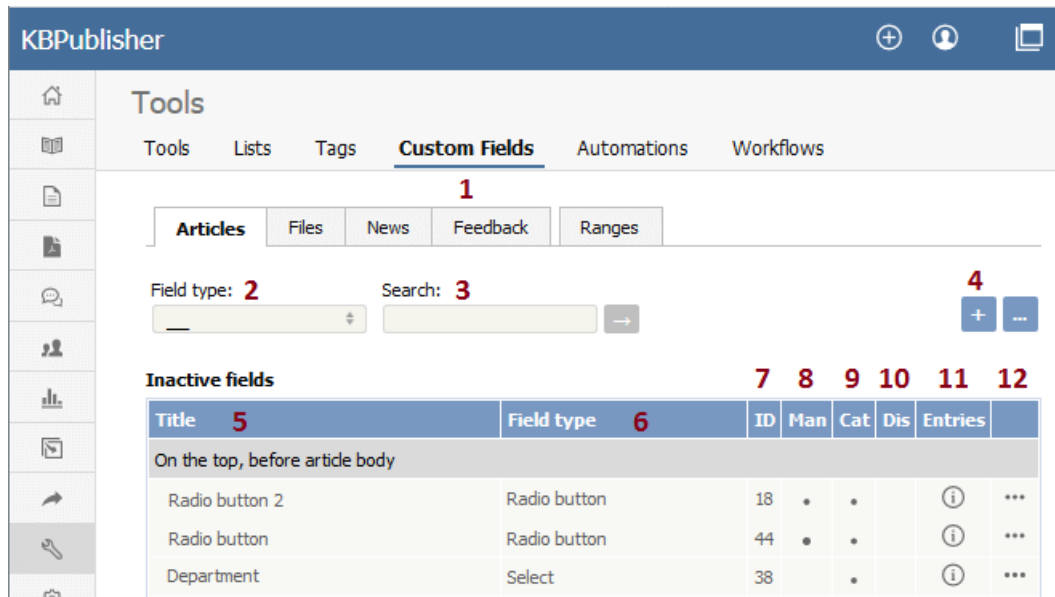 KBPublisher
Tools
Tools Lists Tags Custom Fields Automations Workflows
1
Articles Files News Feedback Ranges
Field type: 2 Search: 3 4
__ → + ...
Inactive fields 7 8 9 10 11 12
Title 5 Field type 6 ID Man Cat Dis Entries
On the top, before article body
Radio button 2 Radio button 18 • • i •••
Radio button Radio button 44 • • i •••
Department Select 38 • i •••